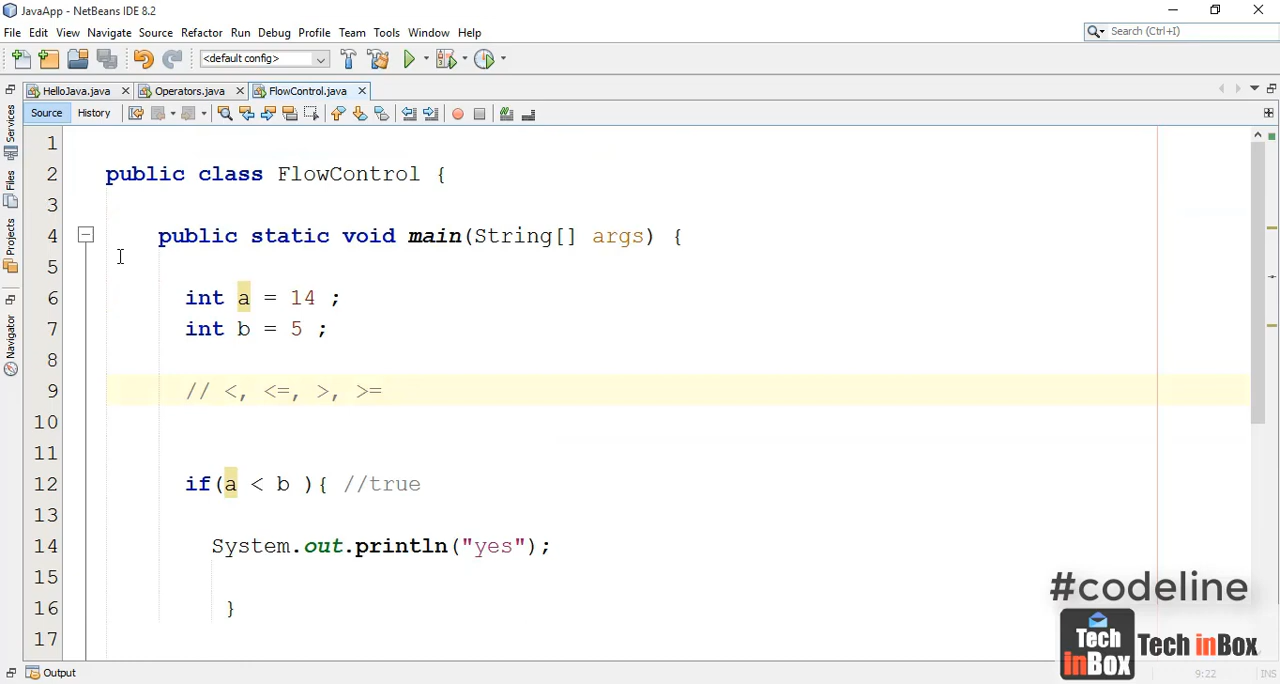 JavaApp - NetBeans IDE 8.2
File Edit View Navigate Source Refactor Run Debug Profile Team Tools Window Help
Search (Ctrl+I)
<default config>
HelloJava.java Operators.java FlowControl.java
Source History
Services
Files
Projects
Navigator
1
2 public class FlowControl {
3
4 public static void main(String[] args) {
5
6 int a = 14 ;
7 int b = 5 ;
8
9 // <, <=, >, >=
10
11
12 if(a < b ){ //true
13
14 System.out.println("yes");
15
16 }
17
#codeline
Tech inBox Tech inBox
Output
9:22 INS